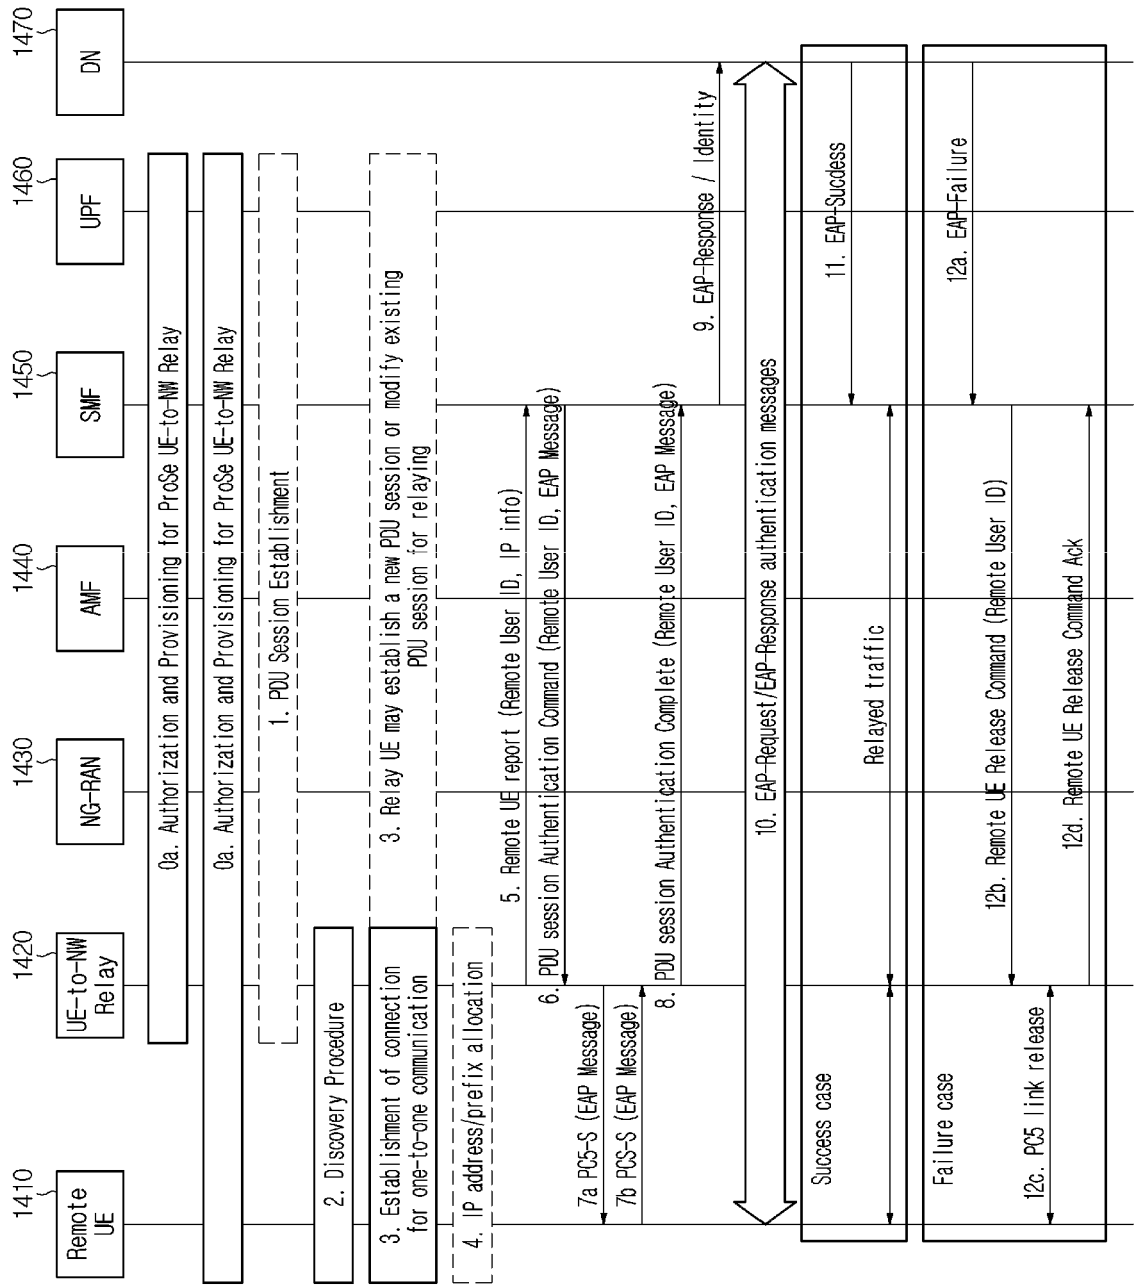 1410
1420
1430
1440
1450
1460
1470
Remote
UE
UE-to-NW
Relay
NG-RAN
AMF
SMF
UPF
DN
0a. Authorization and Provisioning for ProSe UE-to-NW Relay
0a. Authorization and Provisioning for ProSe UE-to-NW Relay
1. PDU Session Establishment
2. Discovery Procedure
3. Establishment of connection
for one-to-one communication
3. Relay UE may establish a new PDU session or modify existing
PDU session for relaying
4. IP address/prefix allocation
5. Remote UE report (Remote User ID, IP info)
6. PDU session Authentication Command (Remote User ID, EAP Message)
7a PC5-S (EAP Message)
7b PCS-S (EAP Message)
8. PDU session Authentication Complete (Remote User ID, EAP Message)
9. EAP-Response / Identity
10. EAP-Request/EAP-Response authentication messages
Success case
11. EAP-Success
Relayed traffic
Failure case
12a. EAP-Failure
12b. Remote UE Release Command (Remote User ID)
12c. PC5 link release
12d. Remote UE Release Command Ack